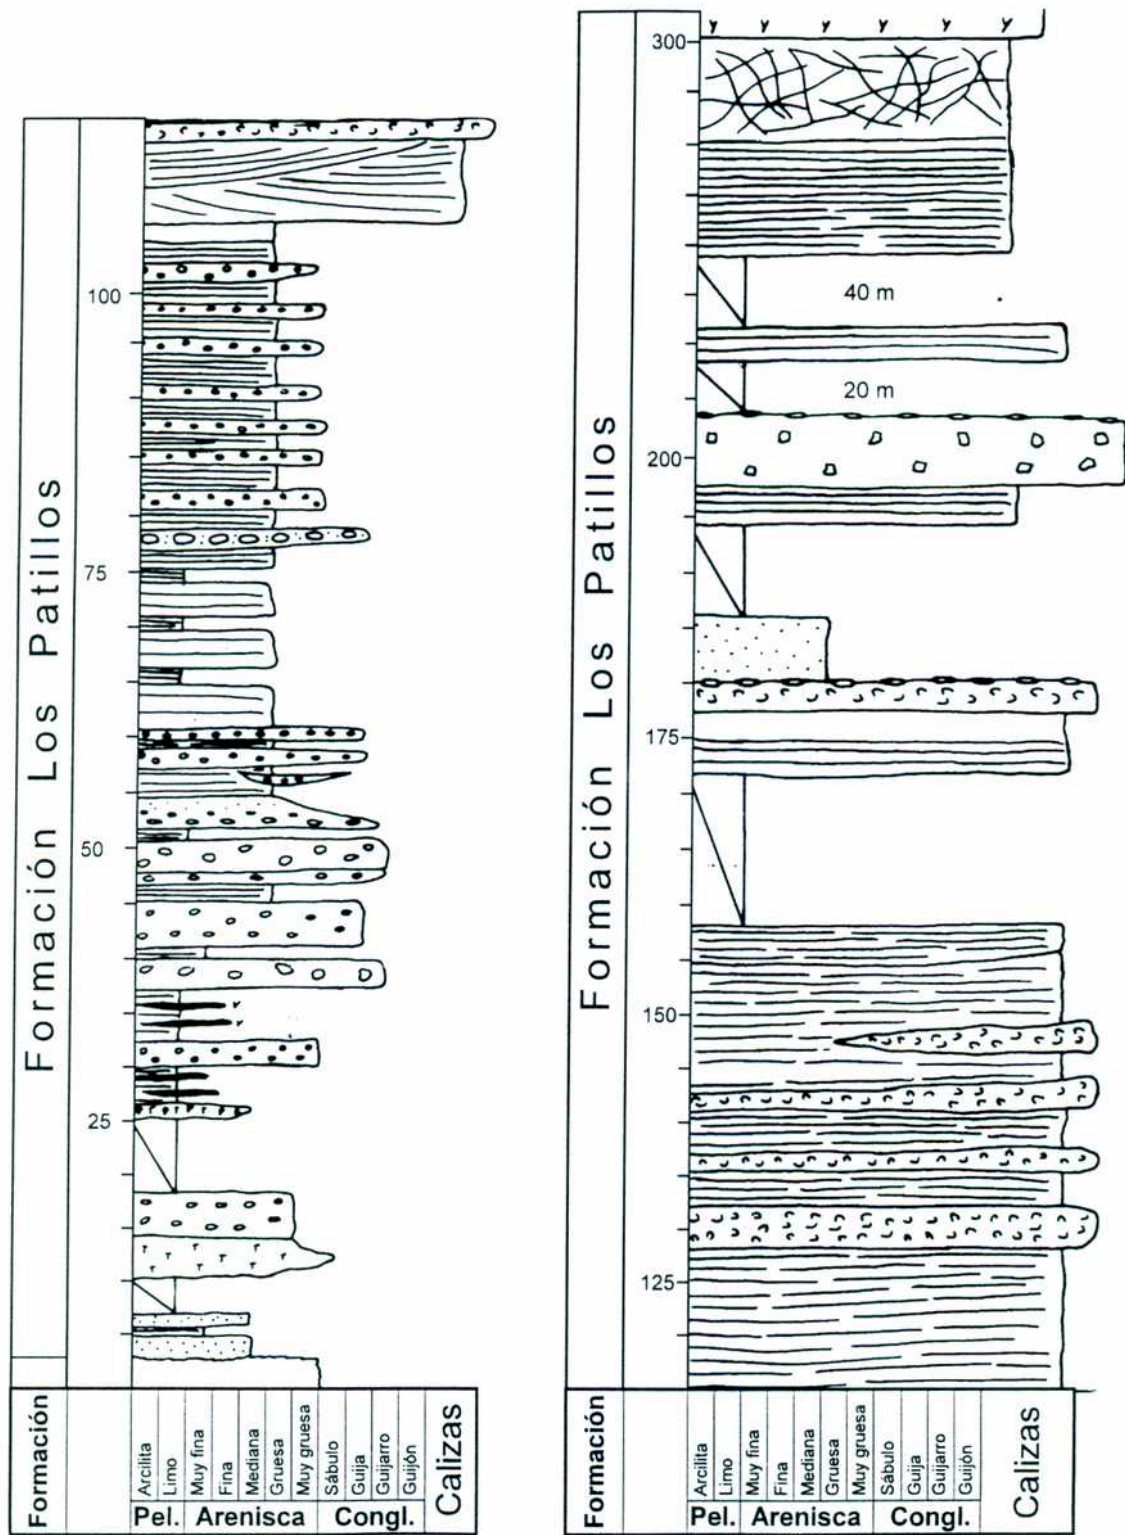 Formación Los Patillos
100
75
50
25
Formación
Arcilita
Limo
Muy fina
Fina
Mediana
Gruesa
Muy gruesa
Sábulo
Guija
Guijarro
Guijón
Calizas
Pel. Arenisca Congl.
Formación Los Patillos
300
40 m
20 m
200
175
150
125
Formación
Arcilita
Limo
Muy fina
Fina
Mediana
Gruesa
Muy gruesa
Sábulo
Guija
Guijarro
Guijón
Calizas
Pel. Arenisca Congl.